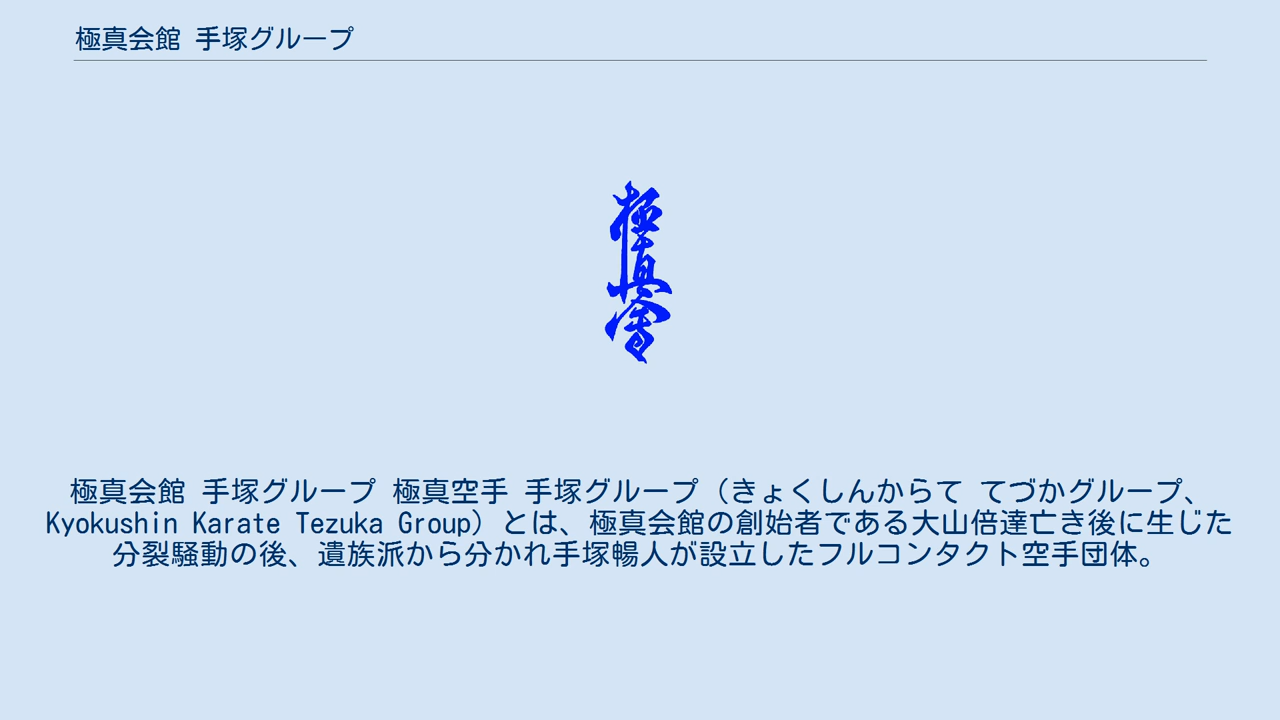 極真会館 手塚グループ
極真会
極真会館 手塚グループ 極真空手 手塚グループ（きょくしんからて てづかグループ、
Kyokushin Karate Tezuka Group）とは、極真会館の創始者である大山倍達亡き後に生じた
分裂騒動の後、遺族派から分かれ手塚暢人が設立したフルコンタクト空手団体。